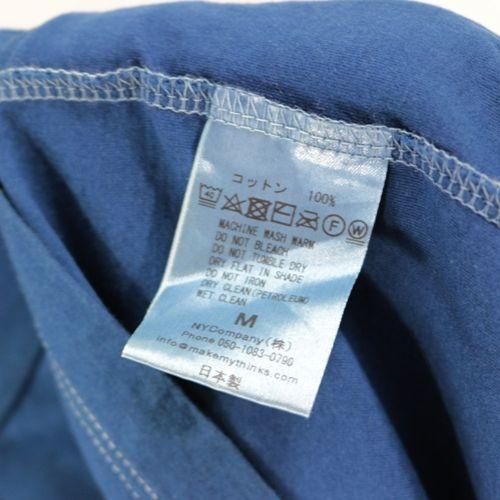 コットン 100%
40 F W
MACHINE WASH WARM
DO NOT BLEACH
DO NOT TUMBLE DRY
DRY FLAT IN SHADE
DO NOT IRON
DRY CLEAN(PETROLEUM)
WET CLEAN
M
NYCompany(株)
Phone 050-1083-0790
info@makemythinks.com
日本製